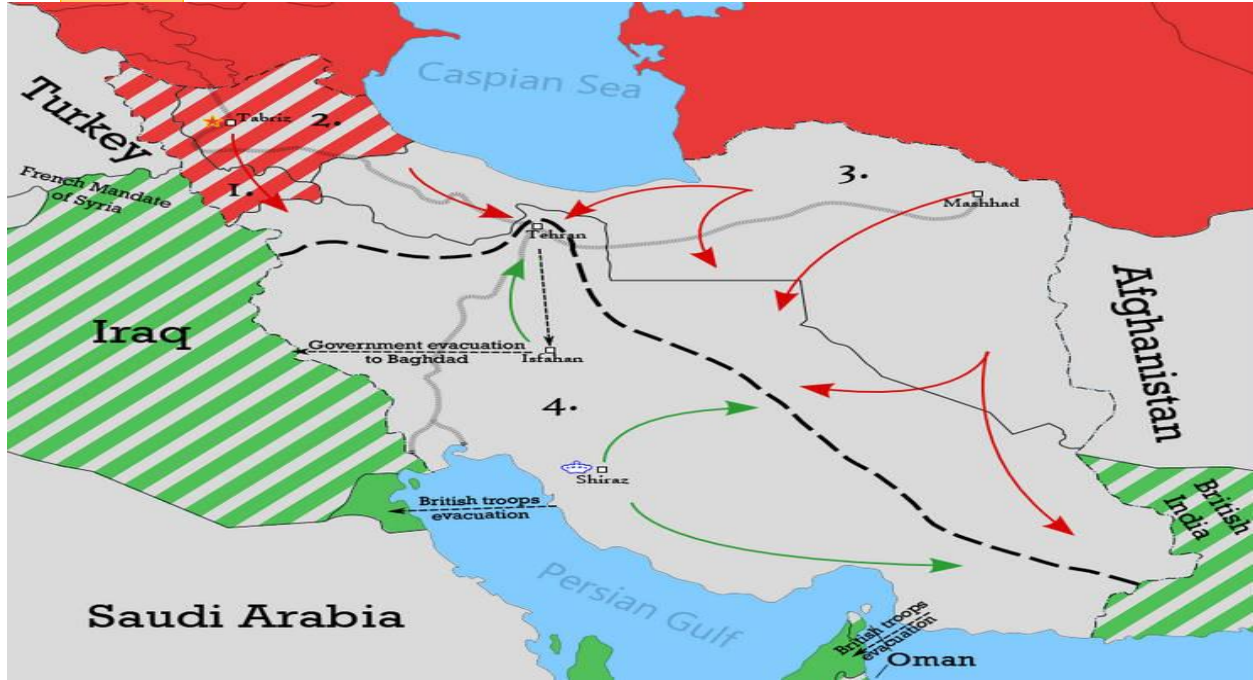 Caspian Sea
Turkey
Tabriz
2.
French Mandate
of Syria
1.
3.
Mashhad
Tehran
Afghanistan
Iraq
Government evacuation
to Baghdad
Isfahan
4.
Shiraz
British troops
evacuation
British
India
Persian Gulf
Saudi Arabia
British troops
evacuation
Oman